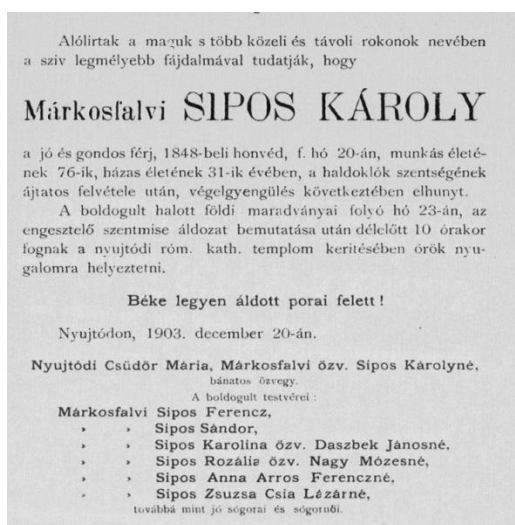 Alólirtak a maguk s több közeli és távoli rokonok nevében
a sziv legmélyebb fájdalmával tudatják, hogy
Márkosfalvi SIPOS KÁROLY
a jó és gondos férj, 1848-beli honvéd, f. hó 20-án, munkás életé-
nek 76-ik, házas életének 31-ik évében, a haldoklók szentségének
ájtatos felvétele után, végelgyengülés következtében elhunyt.
A boldogult halott földi maradványai folyó hó 23-án, az
engesztelő szentmise áldozat bemutatása után délelőtt 10 órakor
fognak a nyujtódi róm. kath. templom keritésében örök nyu-
galomra helyeztetni.
Béke legyen áldott porai felett !
Nyujtódon, 1903. december 20-án.
Nyujtódi Csüdőr Mária, Márkosfalvi özv. Sipos Károlyné,
bánatos özvegy.
A boldogult testvérei :
Márkosfalvi Sipos Ferencz,
» » Sipos Sándor,
» » Sipos Karolina özv. Daszbek Jánosné,
» » Sipos Rozália özv. Nagy Mózesné,
» » Sipos Anna Arros Ferenczné,
» » Sipos Zsuzsa Csia Lázárné,
továbbá mint jó sógorai és sógornői.